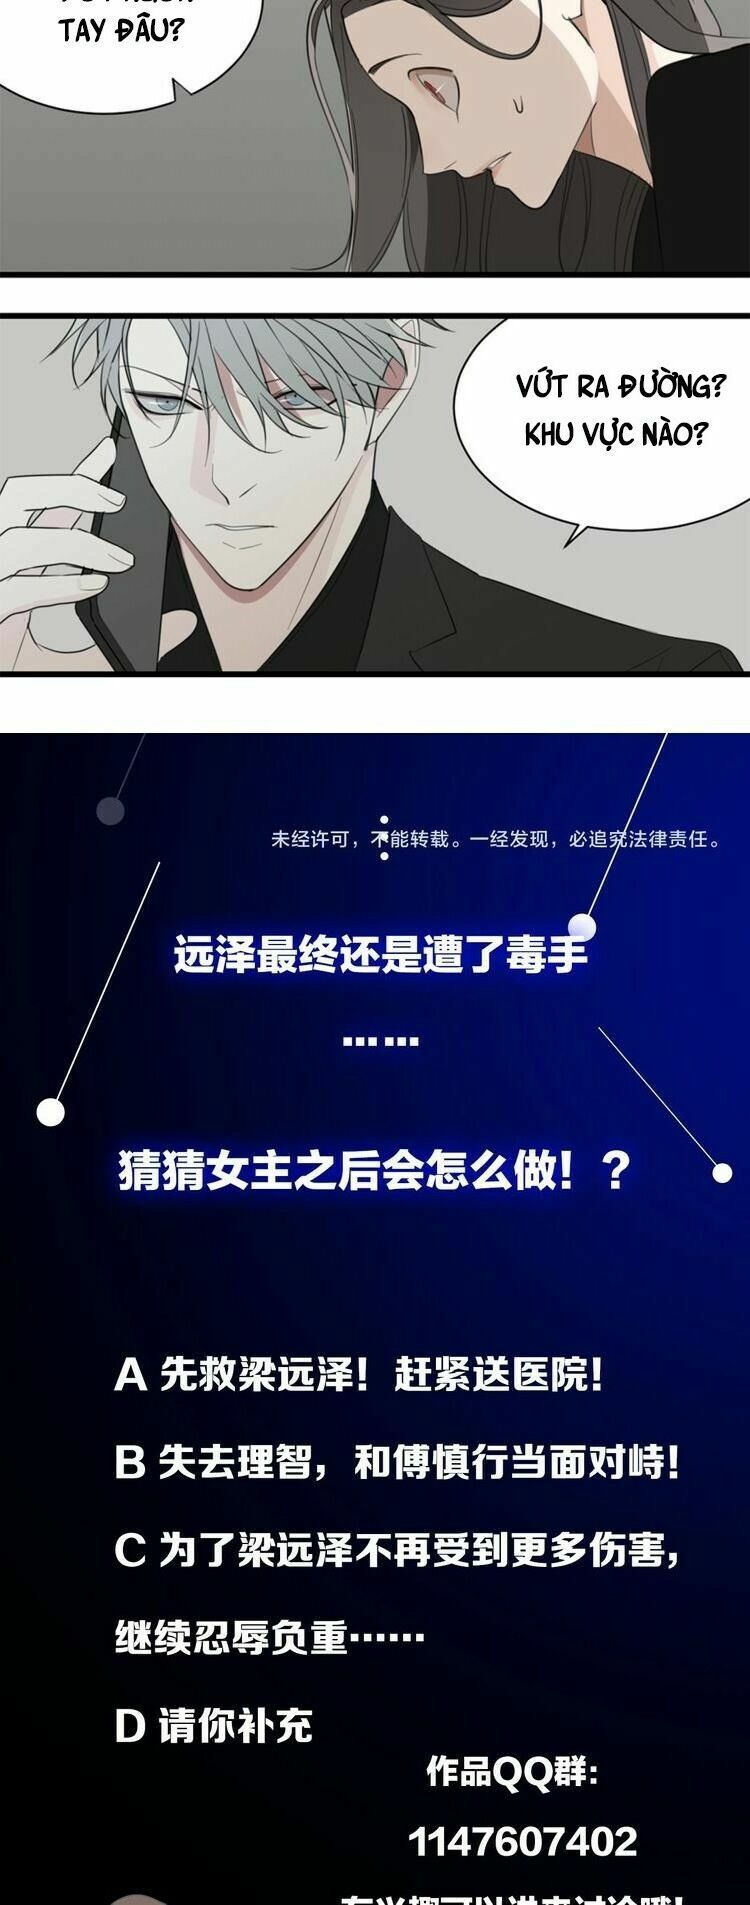 TAY ĐÂU?
VỨT RA ĐƯỜNG?
KHU VỰC NÀO?
未经许可，不能转载。一经发现，必追究法律责任。
远泽最终还是遭了毒手
……
猜猜女主之后会怎么做！？
A 先救梁远泽！赶紧送医院！
B 失去理智，和傅慎行当面对峙！
C 为了梁远泽不再受到更多伤害，
继续忍辱负重……
D 请你补充
作品QQ群：
1147607402